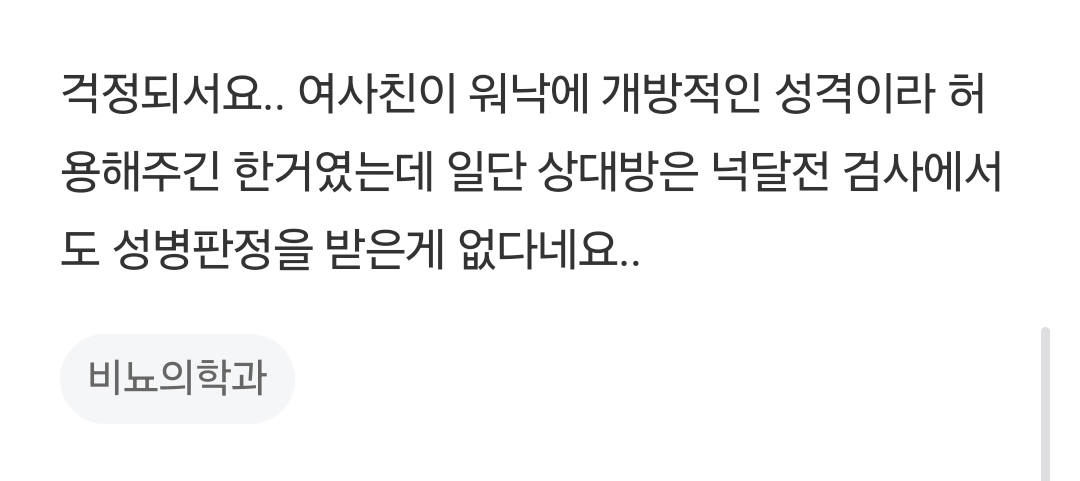 걱정되서요.. 여사친이 워낙에 개방적인 성격이라 허
용해주긴 한거였는데 일단 상대방은 넉달전 검사에서
도 성병판정을 받은게 없다네요..
비뇨의학과